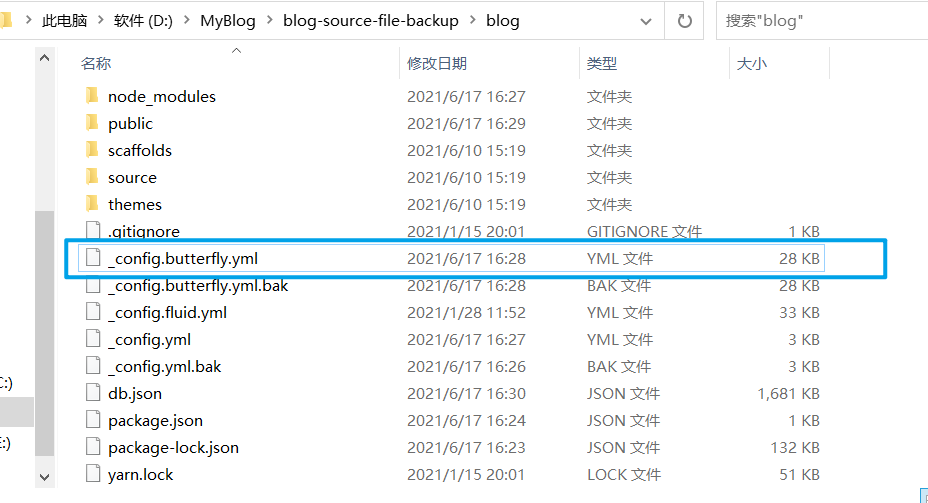 此电脑 > 软件 (D:) > MyBlog > blog-source-file-backup > blog 搜索"blog"
名称 修改日期 类型 大小
node_modules 2021/6/17 16:27 文件夹
public 2021/6/17 16:29 文件夹
scaffolds 2021/6/10 15:19 文件夹
source 2021/6/10 15:19 文件夹
themes 2021/6/10 15:19 文件夹
.gitignore 2021/1/15 20:01 GITIGNORE 文件 1 KB
_config.butterfly.yml 2021/6/17 16:28 YML 文件 28 KB
_config.butterfly.yml.bak 2021/6/17 16:28 BAK 文件 28 KB
_config.fluid.yml 2021/1/28 11:52 YML 文件 33 KB
_config.yml 2021/6/17 16:27 YML 文件 3 KB
_config.yml.bak 2021/6/17 16:26 BAK 文件 3 KB
C:) db.json 2021/6/17 16:30 JSON 文件 1,681 KB
package.json 2021/6/17 16:24 JSON 文件 1 KB
E:) package-lock.json 2021/6/17 16:23 JSON 文件 132 KB
yarn.lock 2021/1/15 20:01 LOCK 文件 51 KB